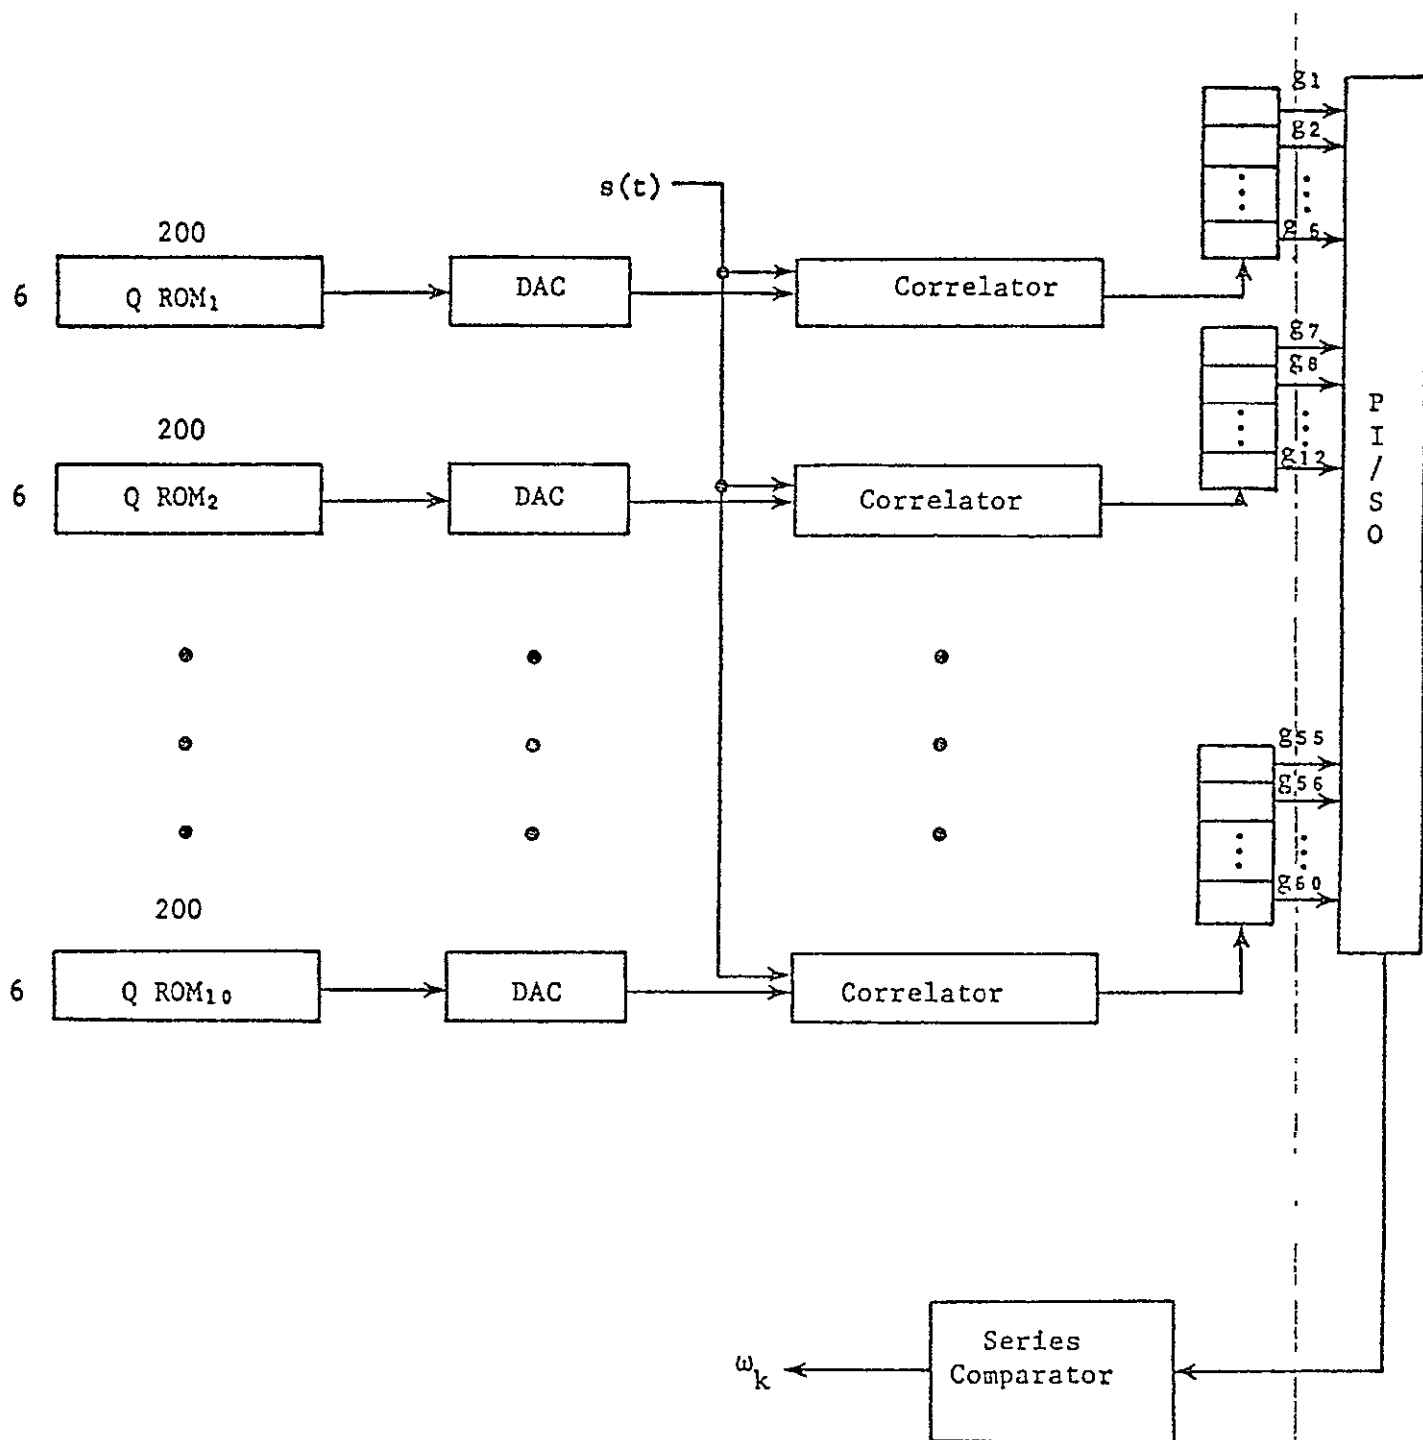 g1
g2
g6
s(t)
200
6 Q ROM1 DAC Correlator
g7
g8
g12
200
6 Q ROM2 DAC Correlator
P
I
/
S
O
g55
g56
g60
200
6 Q ROM10 DAC Correlator
Series
Comparator
ωk